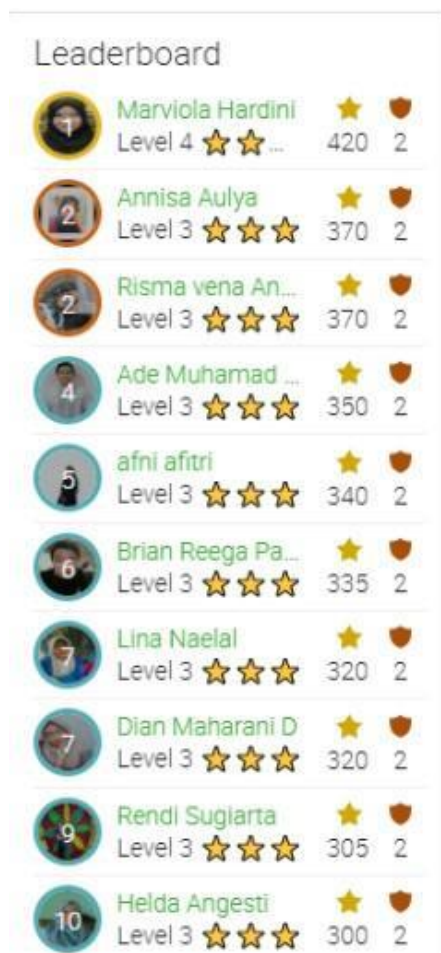 Leaderboard
1
Marviola Hardini
Level 4 ...
420 2
2
Annisa Aulya
Level 3
370 2
2
Risma vena An...
Level 3
370 2
4
Ade Muhamad ...
Level 3
350 2
5
afni afitri
Level 3
340 2
6
Brian Reega Pa...
Level 3
335 2
7
Lina Naelal
Level 3
320 2
7
Dian Maharani D
Level 3
320 2
9
Rendi Sugiarta
Level 3
305 2
10
Helda Angesti
Level 3
300 2